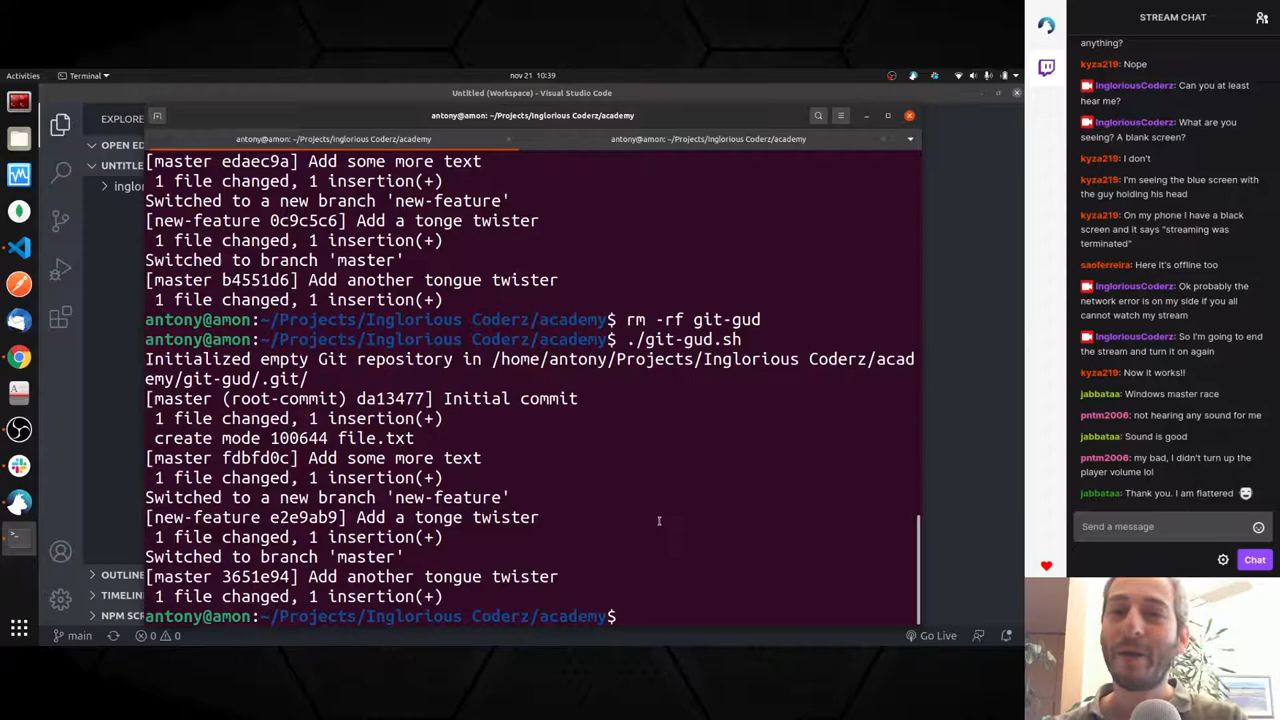 Activities
Terminal
nov 21 10:39
Untitled (Workspace) - Visual Studio Code
EXPLORE
OPEN ED
UNTITLE
inglor
antony@amon: ~/Projects/Inglorious Coderz/academy
antony@amon: ~/Projects/Inglorious Coderz/academy
antony@amon: ~/Projects/Inglorious Coderz/academy
[master edaec9a] Add some more text
1 file changed, 1 insertion(+)
Switched to a new branch 'new-feature'
[new-feature 0c9c5c6] Add a tonge twister
1 file changed, 1 insertion(+)
Switched to branch 'master'
[master b4551d6] Add another tongue twister
1 file changed, 1 insertion(+)
antony@amon:~/Projects/Inglorious Coderz/academy$ rm -rf git-gud
antony@amon:~/Projects/Inglorious Coderz/academy$ ./git-gud.sh
Initialized empty Git repository in /home/antony/Projects/Inglorious Coderz/acad
emy/git-gud/.git/
[master (root-commit) da13477] Initial commit
1 file changed, 1 insertion(+)
create mode 100644 file.txt
[master fdbfd0c] Add some more text
1 file changed, 1 insertion(+)
Switched to a new branch 'new-feature'
[new-feature e2e9ab9] Add a tonge twister
1 file changed, 1 insertion(+)
Switched to branch 'master'
[master 3651e94] Add another tongue twister
1 file changed, 1 insertion(+)
antony@amon:~/Projects/Inglorious Coderz/academy$
OUTLINE
TIMELIN
NPM SCR
main
0 0
Go Live
STREAM CHAT
anything?
kyza219: Nope
IngloriousCoderz: Can you at least
hear me?
IngloriousCoderz: What are you
seeing? A blank screen?
kyza219: I don't
kyza219: I'm seeing the blue screen with
the guy holding his head
kyza219: On my phone I have a black
screen and it says "streaming was
terminated"
saoferreira: Here it's offline too
IngloriousCoderz: Ok probably the
network error is on my side if you all
cannot watch my stream
IngloriousCoderz: So I'm going to end
the stream and turn it on again
kyza219: Now it works!!
jabbataa: Windows master race
pntm2006: not hearing any sound for me
jabbataa: Sound is good
pntm2006: my bad, I didn't turn up the
player volume lol
jabbataa: Thank you. I am flattered
Send a message
Chat